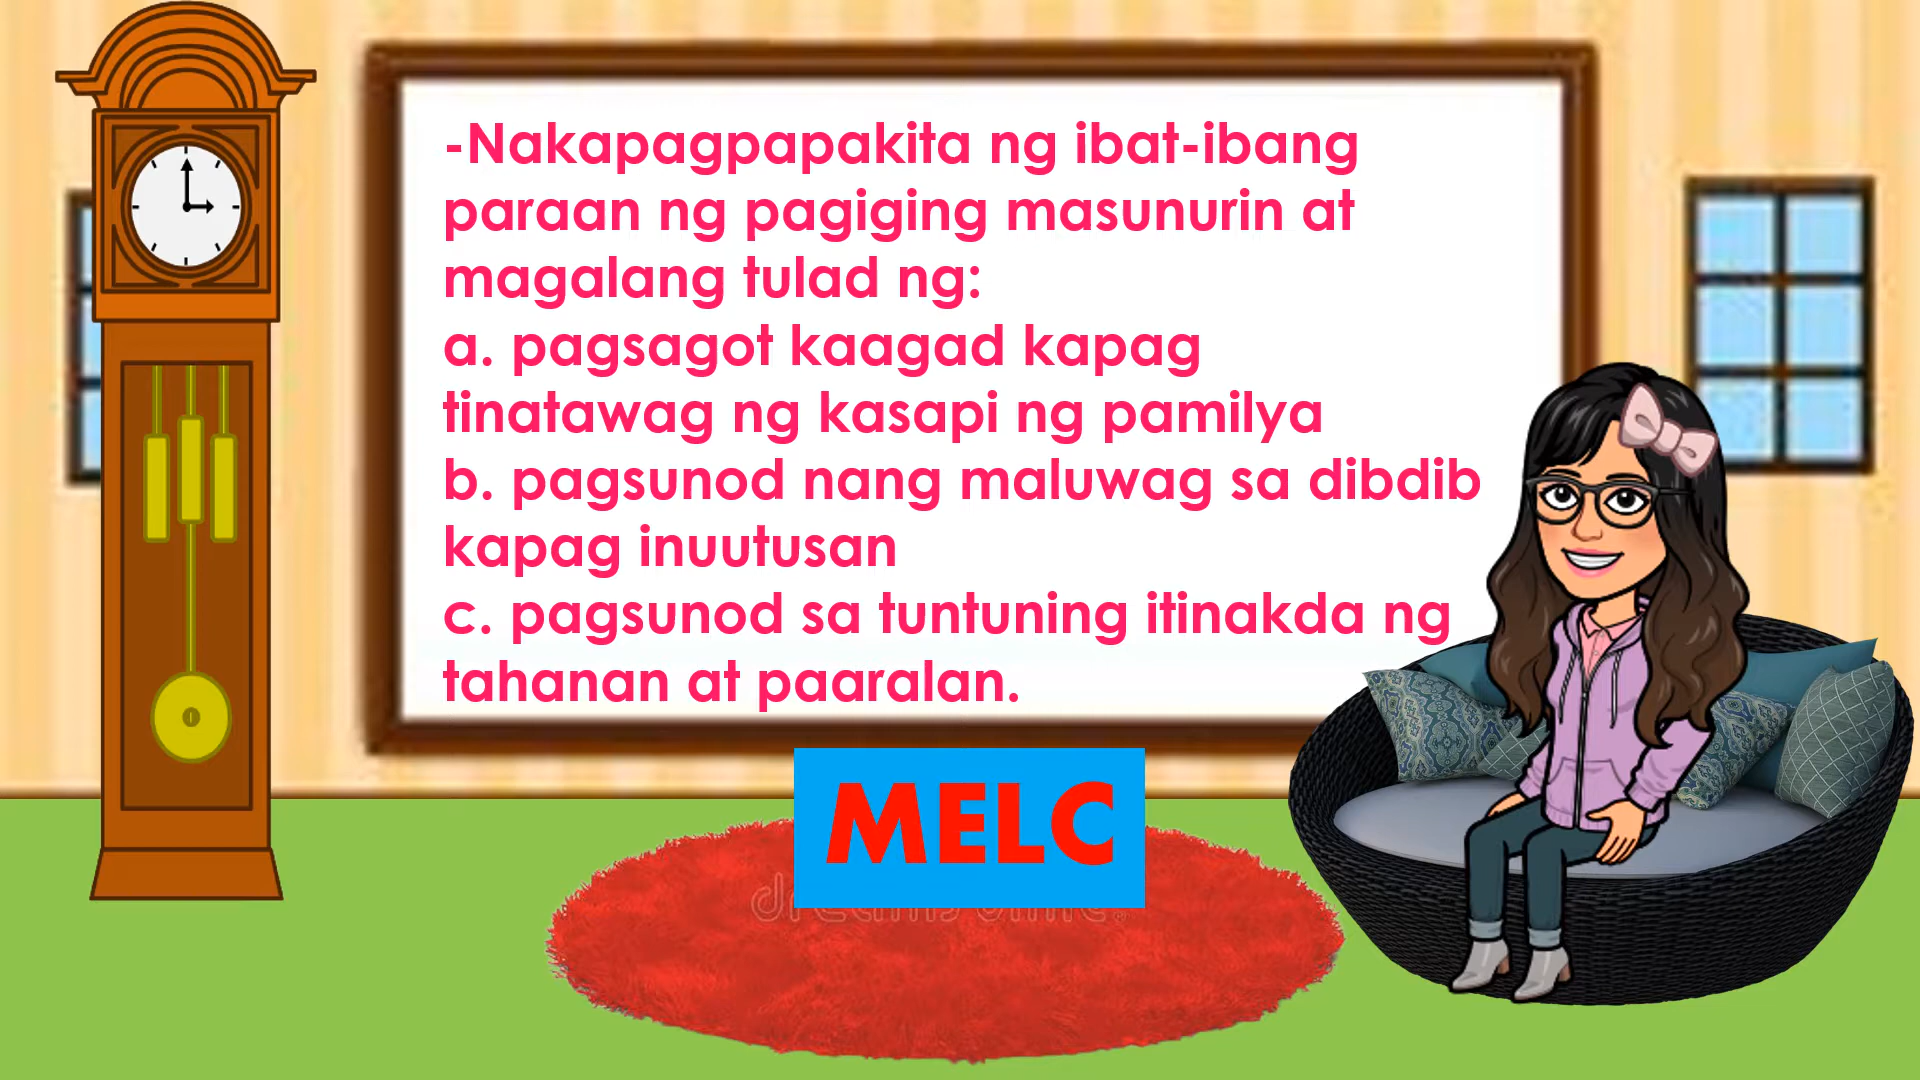 -Nakapagpapakita ng ibat-ibang
paraan ng pagiging masunurin at
magalang tulad ng:
a. pagsagot kaagad kapag
tinatawag ng kasapi ng pamilya
b. pagsunod nang maluwag sa dibdib
kapag inuutusan
c. pagsunod sa tuntuning itinakda ng
tahanan at paaralan.
MELC